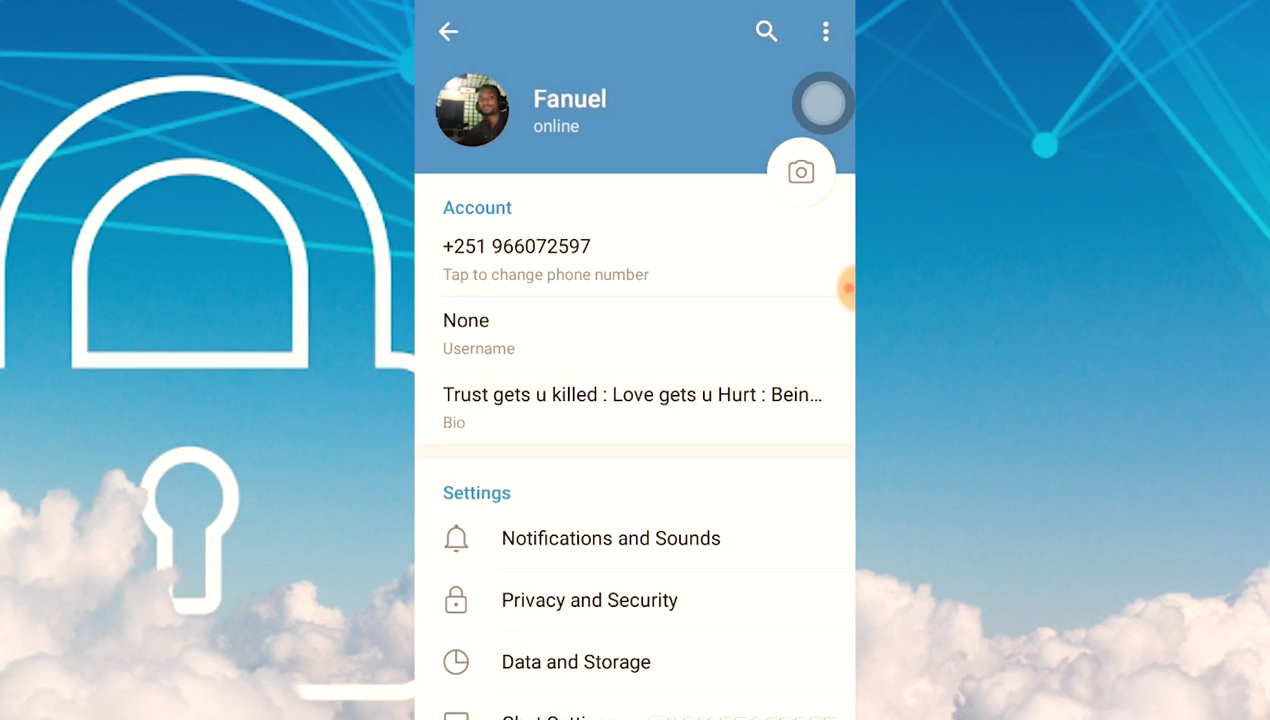 Fanuel
online
Account
+251 966072597
Tap to change phone number
None
Username
Trust gets u killed : Love gets u Hurt : Bein...
Bio
Settings
Notifications and Sounds
Privacy and Security
Data and Storage